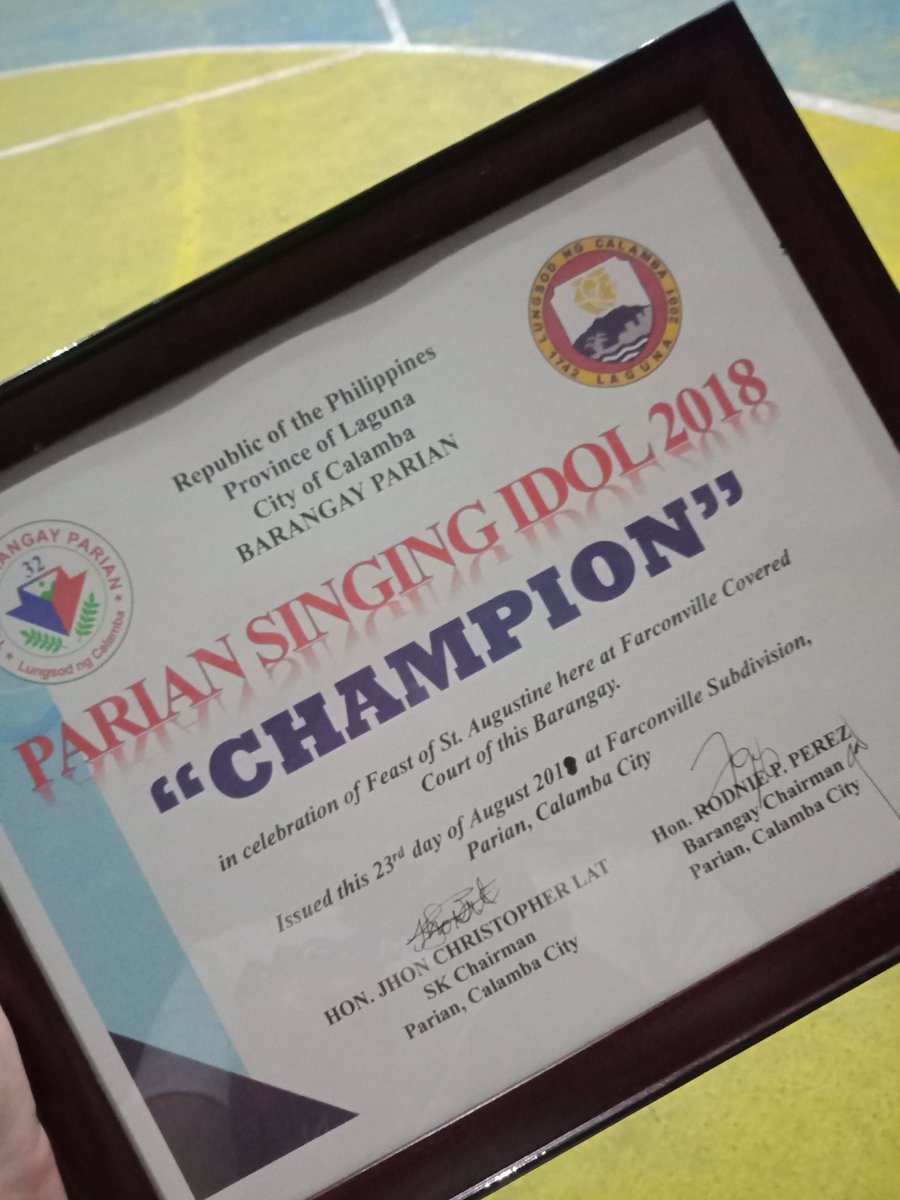 Republic of the Philippines
Province of Laguna
City of Calamba
BARANGAY PARIAN
LUNGSOD NG CALAMBA 2001
1742 LAGUNA
ANGAY PARIAN
32
Lungsod ng Calamba
PARIAN SINGING IDOL 2018
“CHAMPION”
in celebration of Feast of St. Augustine here at Farconville Covered
Court of this Barangay.
Issued this 23rd day of August 2018 at Farconville Subdivision,
Parian, Calamba City
HON. JHON CHRISTOPHER LAT
SK Chairman
Parian, Calamba City
Hon. RODNIE P. PEREZ
Barangay Chairman
Parian, Calamba City